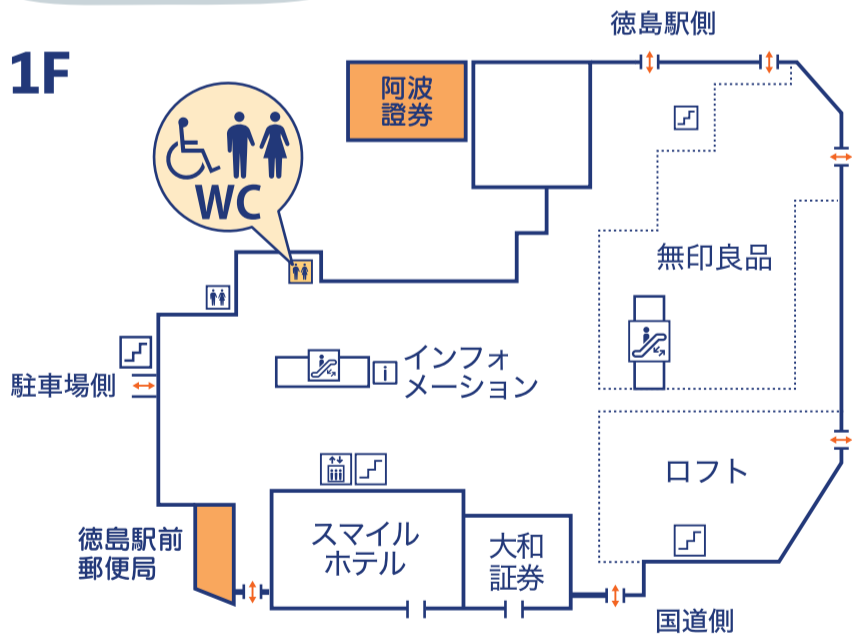 徳島駅側
1F
阿波
證券
WC
無印良品
インフォ
メーション
i
駐車場側
ロフト
スマイル
ホテル
大和
証券
徳島駅前
郵便局
国道側